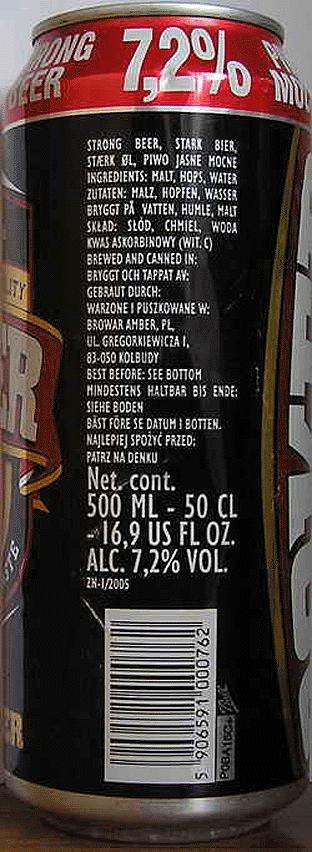 STRONG BEER
7,2%
STRONG BEER, STARK BIER,
STÆRK ØL, PIWO JASNE MOCNE
INGREDIENTS: MALT, HOPS, WATER
ZUTATEN: MALZ, HOPFEN, WASSER
BRYGGT PÅ VATTEN, HUMLE, MALT
SKŁAD: SŁÓD, CHMIEL, WODA
KWAS ASKORBINOWY (WIT. C)
BREWED AND CANNED IN:
BRYGGT OCH TAPPAT AV:
GEBRAUT DURCH:
WARZONE I PUSZKOWANE W:
BROWAR AMBER, PL,
UL. GREGORKIEWICZA 1,
83-050 KOLBUDY
BEST BEFORE: SEE BOTTOM
MINDESTENS HALTBAR BIS ENDE:
SIEHE BODEN
BÄST FÖRE SE DATUM I BOTTEN.
NAJLEPIEJ SPOŻYĆ PRZED:
PATRZ NA DENKU
Net. cont.
500 ML - 50 CL
- 16,9 US FL OZ.
ALC. 7,2% VOL.
ZN-1/2005
5 906591 000762